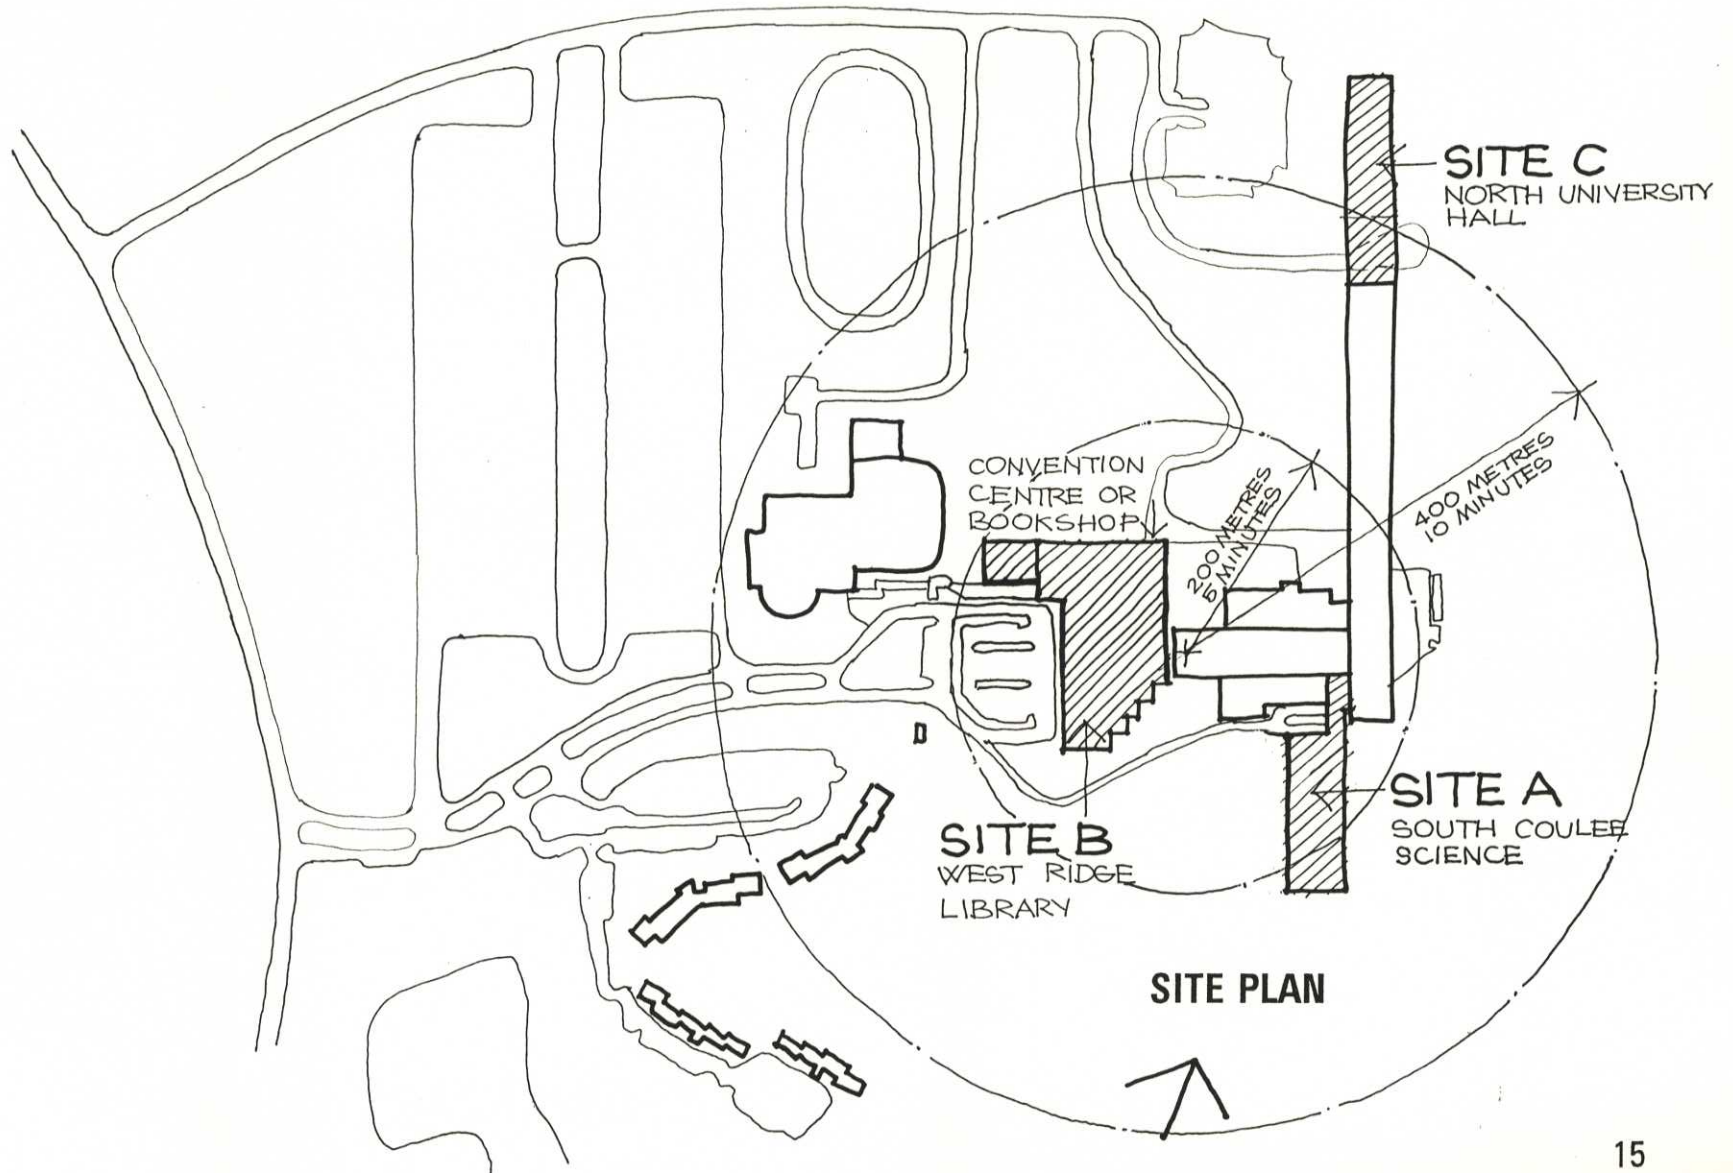 SITE C
NORTH UNIVERSITY
HALL
CONVENTION
CENTRE OR
BOOKSHOP
200 METRES
5 MINUTES
400 METRES
10 MINUTES
SITE A
SOUTH COULEE
SCIENCE
SITE B
WEST RIDGE
LIBRARY
SITE PLAN
15